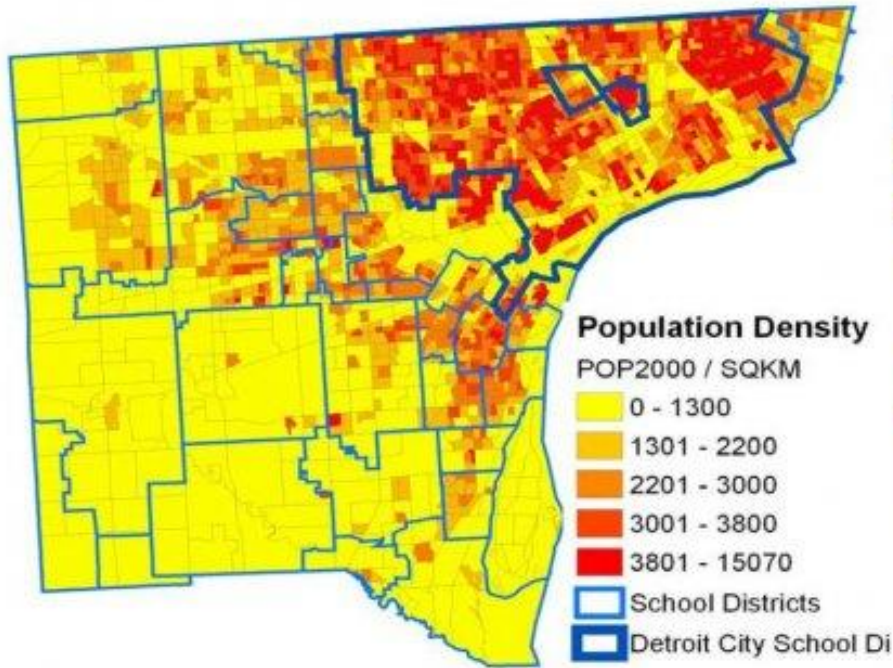 Population Density
POP2000 / SQKM
0 - 1300
1301 - 2200
2201 - 3000
3001 - 3800
3801 - 15070
School Districts
Detroit City School Di